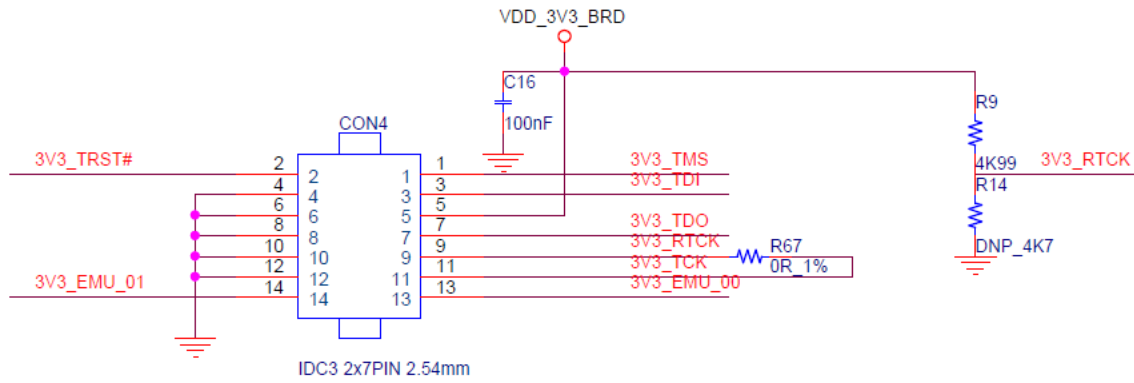 VDD_3V3_BRD
C16
100nF
R9
4K99
3V3_RTCK
R14
DNP_4K7
CON4
3V3_TRST# 2 2 1 1 3V3_TMS
4 4 3 3 3V3_TDI
6 6 5 5
8 8 7 7 3V3_TDO
10 10 9 9 3V3_RTCK R67
12 12 11 11 3V3_TCK 0R_1%
3V3_EMU_01 14 14 13 13 3V3_EMU_00
IDC3 2x7PIN 2.54mm